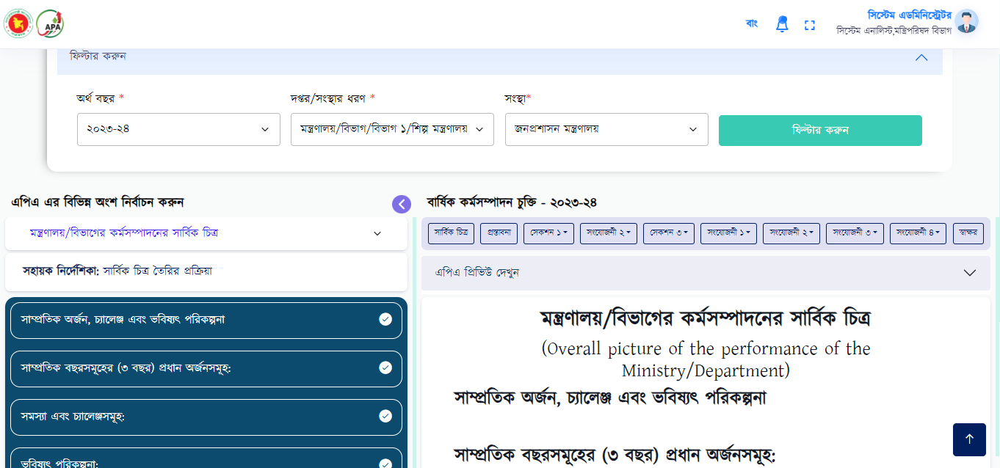 APA
বাং
সিস্টেম এডমিনিস্ট্রেটর
সিস্টেম এনালিস্ট,মন্ত্রিপরিষদ বিভাগ
ফিল্টার করুন
অর্থ বছর *
দপ্তর/সংস্থার ধরণ *
সংস্থা*
২০২৩-২৪
মন্ত্রণালয়/বিভাগ/বিভাগ ১/শিল্প মন্ত্রণালয়
জনপ্রশাসন মন্ত্রণালয়
ফিল্টার করুন
এপিএ এর বিভিন্ন অংশ নির্বাচন করুন
মন্ত্রণালয়/বিভাগের কর্মসম্পাদনের সার্বিক চিত্র
সহায়ক নির্দেশিকা: সার্বিক চিত্র তৈরির প্রক্রিয়া
সাম্প্রতিক অর্জন, চ্যালেঞ্জ এবং ভবিষ্যৎ পরিকল্পনা
সাম্প্রতিক বছরসমূহের (৩ বছর) প্রধান অর্জনসমূহ:
সমস্যা এবং চ্যালেঞ্জসমূহ:
ভবিষ্যৎ পরিকল্পনা:
বার্ষিক কর্মসম্পাদন চুক্তি - ২০২৩-২৪
সার্বিক চিত্র
প্রস্তাবনা
সেকশন ১
সংযোজনী ২
সেকশন ৩
সংযোজনী ১
সংযোজনী ২
সংযোজনী ৩
সংযোজনী ৪
স্বাক্ষর
এপিএ প্রিভিউ দেখুন
মন্ত্রণালয়/বিভাগের কর্মসম্পাদনের সার্বিক চিত্র
(Overall picture of the performance of the
Ministry/Department)
সাম্প্রতিক অর্জন, চ্যালেঞ্জ এবং ভবিষ্যৎ পরিকল্পনা
সাম্প্রতিক বছরসমূহের (৩ বছর) প্রধান অর্জনসমূহ: